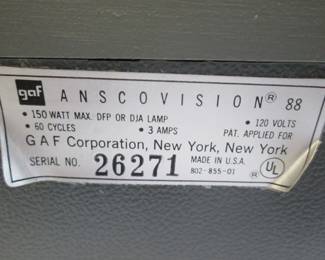 gaf ANSCOVISION® 88
• 150 WATT MAX. DFP OR DJA LAMP • 120 VOLTS
• 60 CYCLES • 3 AMPS PAT. APPLIED FOR
GAF Corporation, New York, New York
SERIAL NO. 26271 MADE IN U.S.A.
802-855-01 ® UL